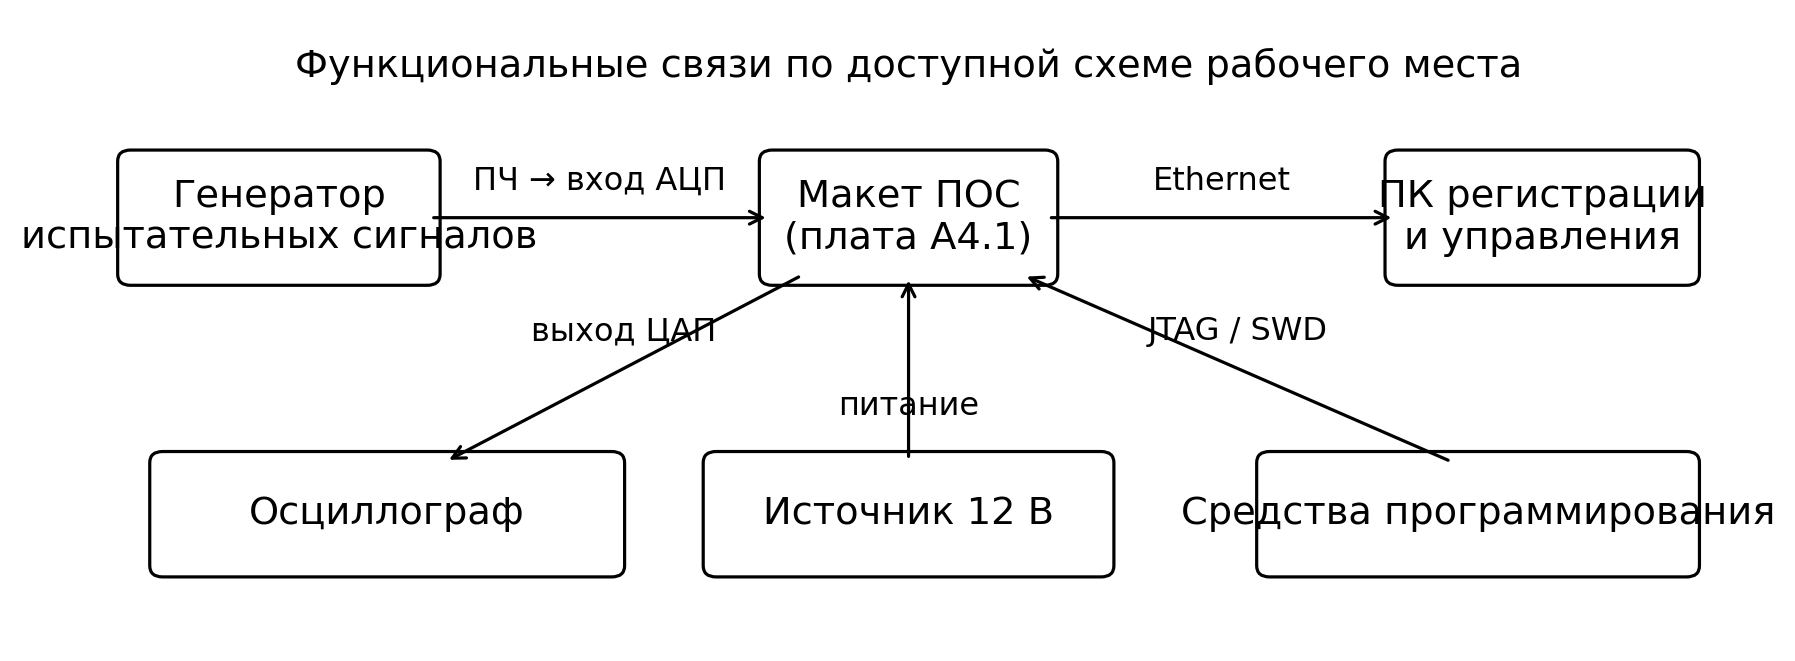 Функциональные связи по доступной схеме рабочего места
Генератор
испытательных сигналов
ПЧ → вход АЦП
Макет ПОС
(плата А4.1)
Ethernet
ПК регистрации
и управления
выход ЦАП
питание
JTAG / SWD
Осциллограф
Источник 12 В
Средства программирования